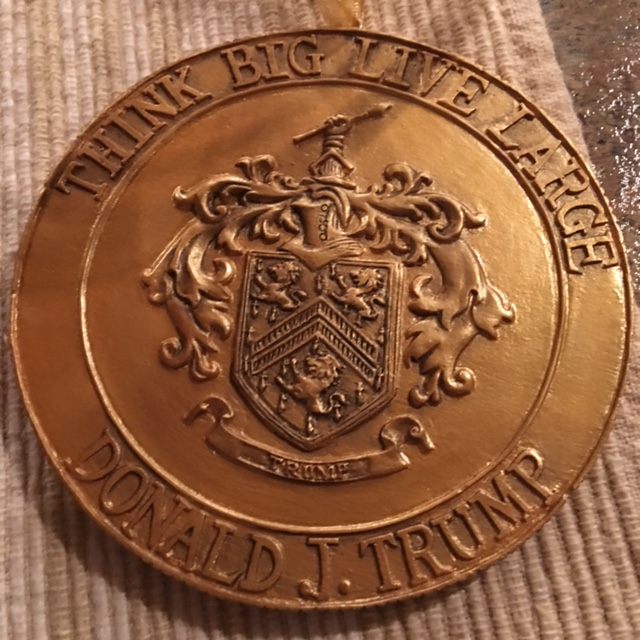 THINK BIG LIVE LARGE
TRUMP
DONALD J. TRUMP